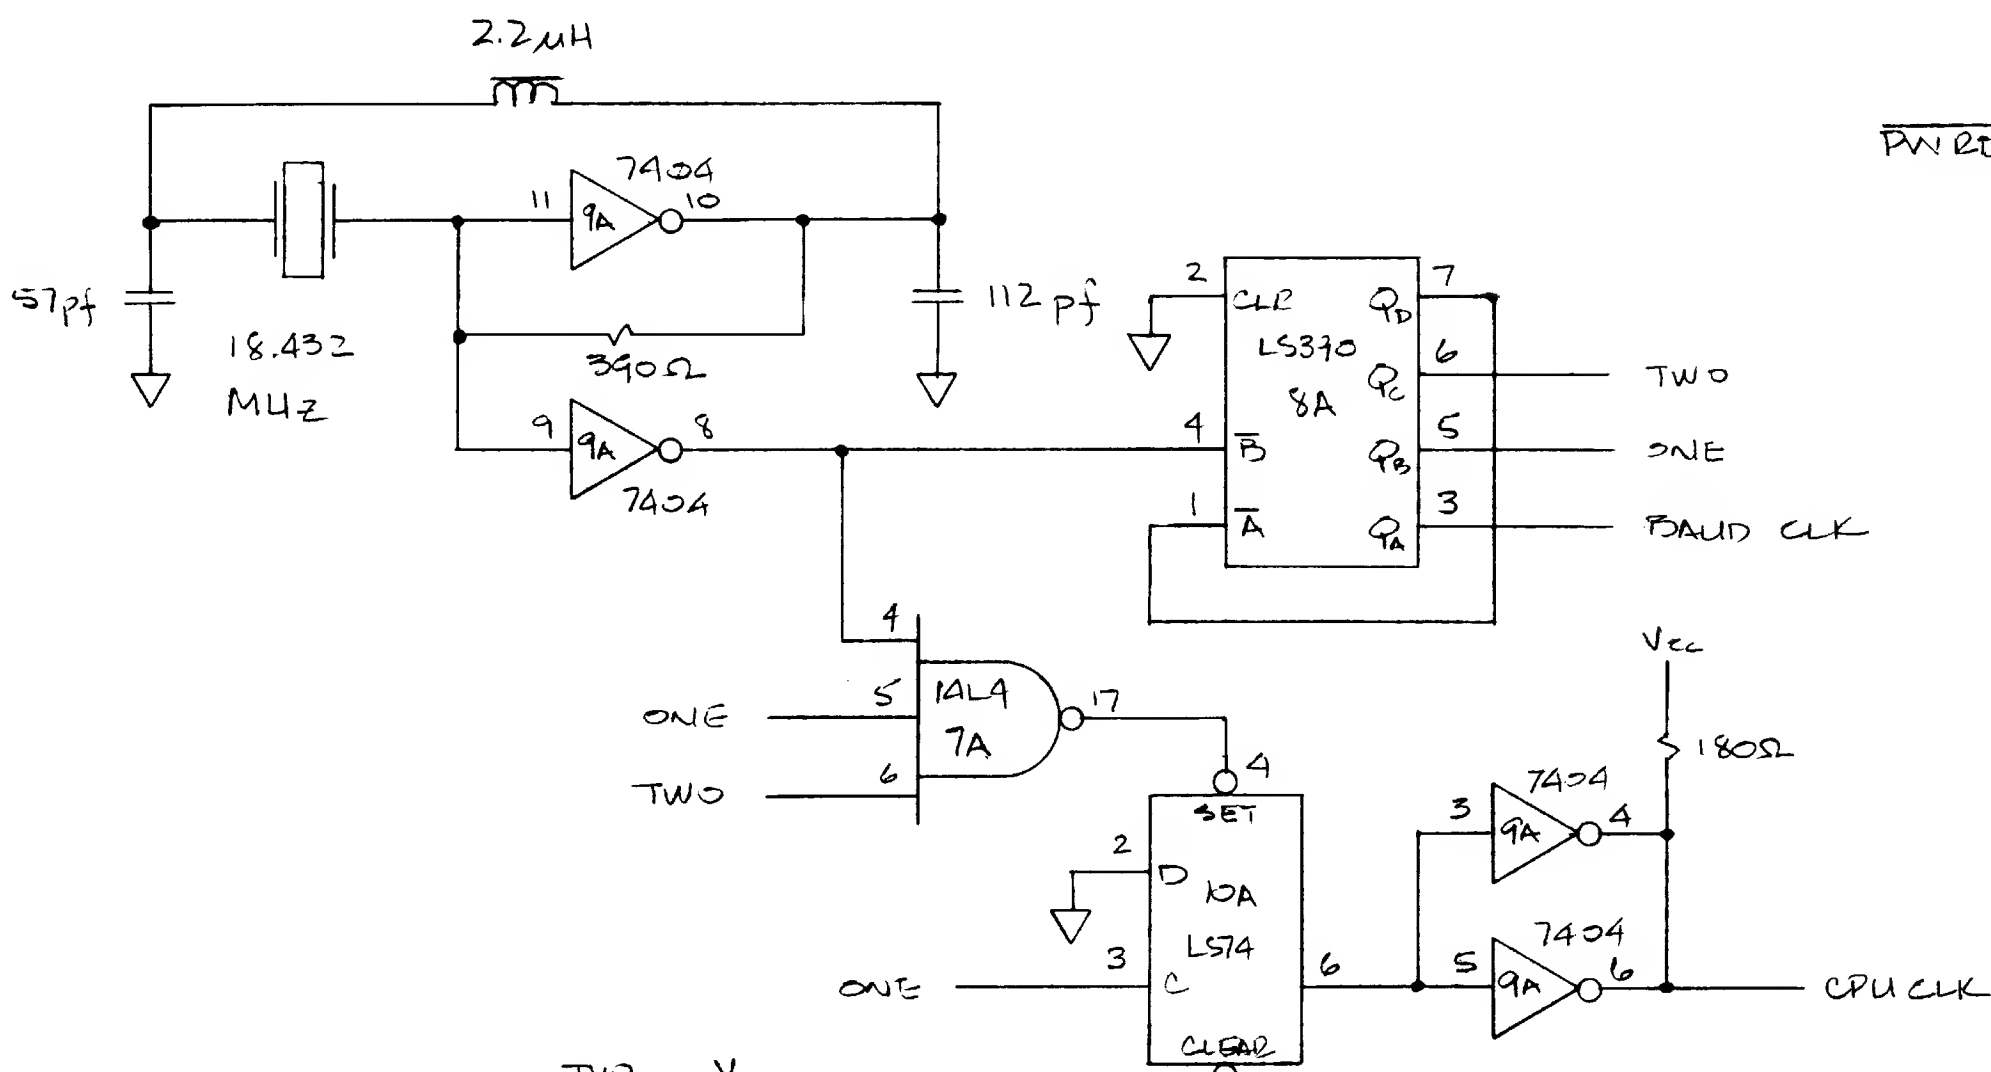 2.2µH
7404
11
9A
10
57pf
18.432
MHZ
390Ω
112 pf
9
9A
8
7404
2
CLR
QD
7
LS390
8A
QC
6
TWO
4
B̅
QB
5
ONE
1
A̅
QA
3
BAUD CLK
4
5
14L4
7A
17
ONE
6
TWO
4
SET
2
D
10A
LS74
3
C
ONE
CLEAR
6
Vcc
180Ω
7404
3
9A
4
7404
5
9A
6
CPU CLK